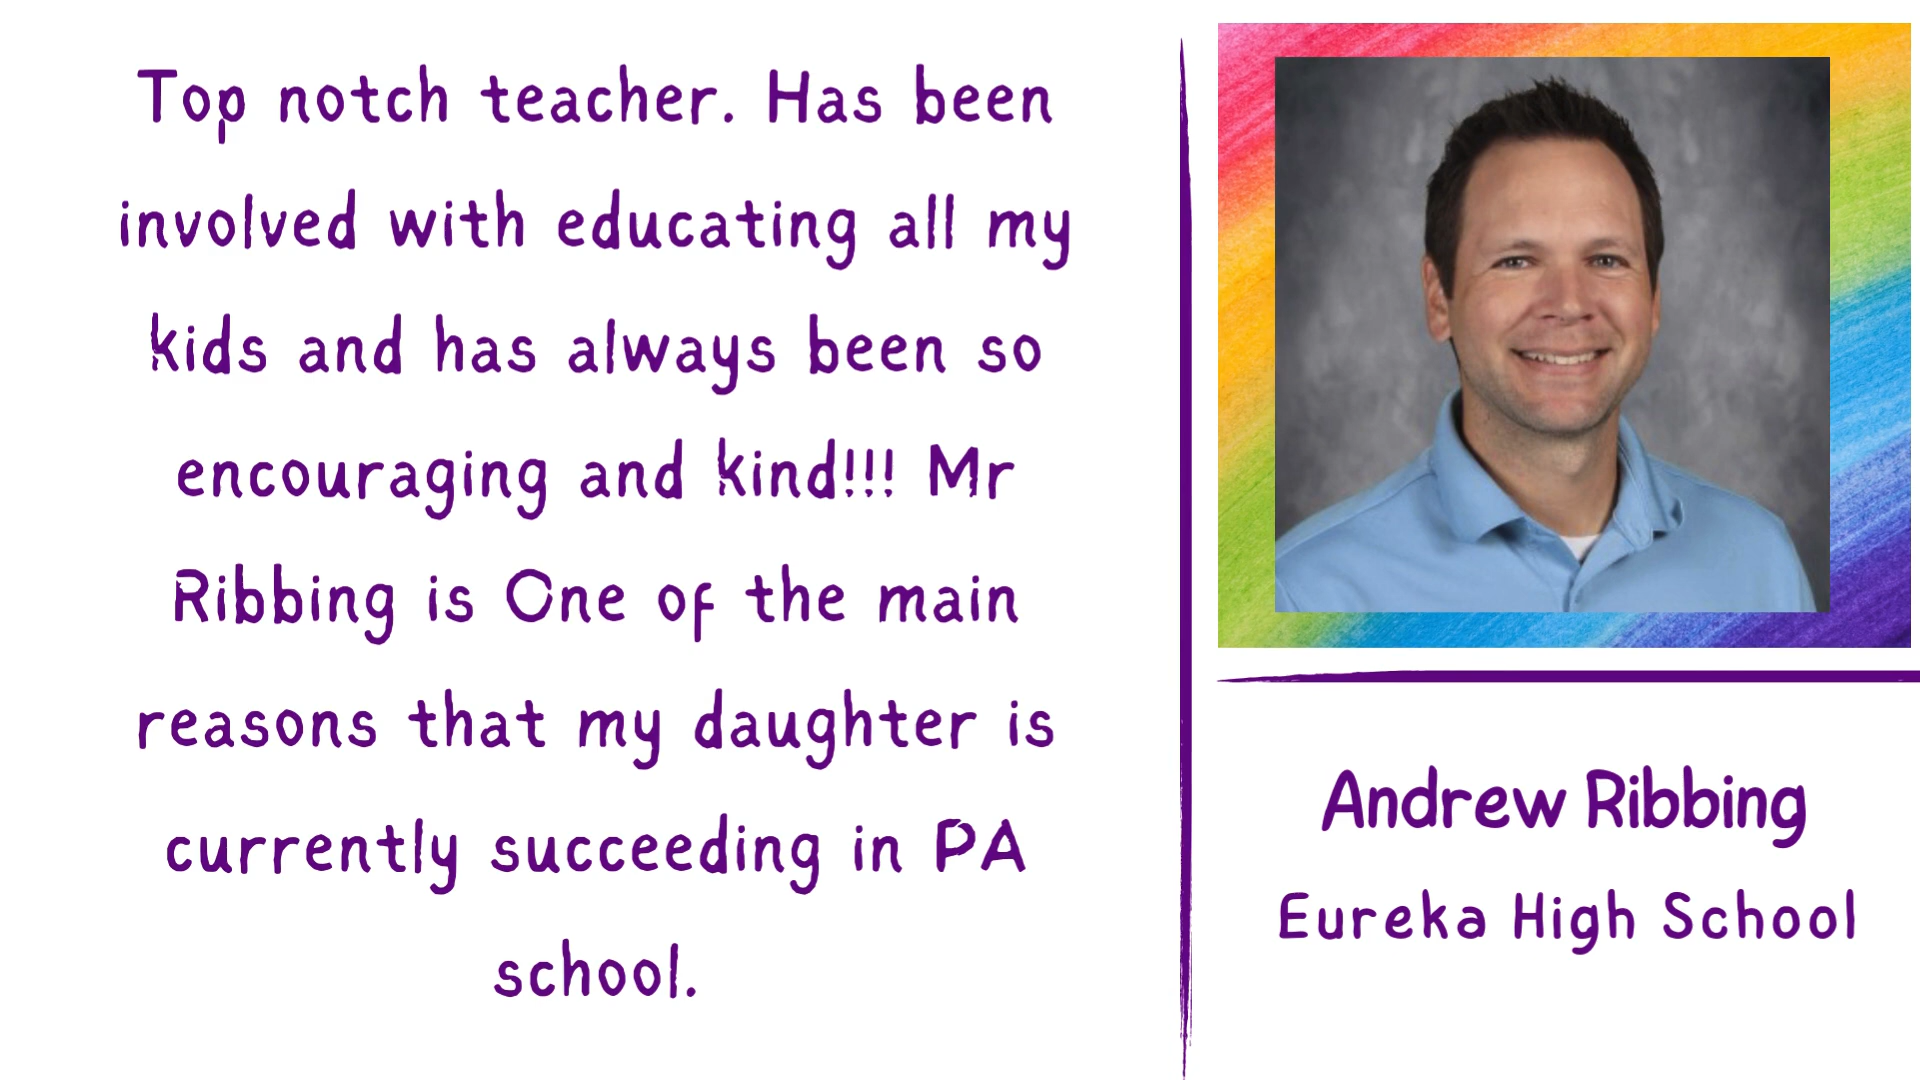 Top notch teacher. Has been
involved with educating all my
kids and has always been so
encouraging and kind!!! Mr
Ribbing is One of the main
reasons that my daughter is
currently succeeding in PA
school.
Andrew Ribbing
Eureka High School